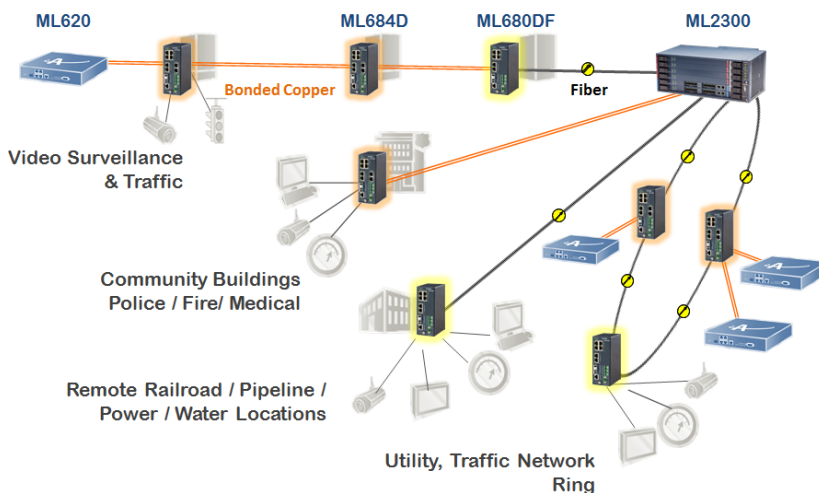 ML620
ML684D
ML680DF
ML2300
Bonded Copper
Fiber
Video Surveillance
& Traffic
Community Buildings
Police / Fire/ Medical
Remote Railroad / Pipeline /
Power / Water Locations
Utility, Traffic Network
Ring